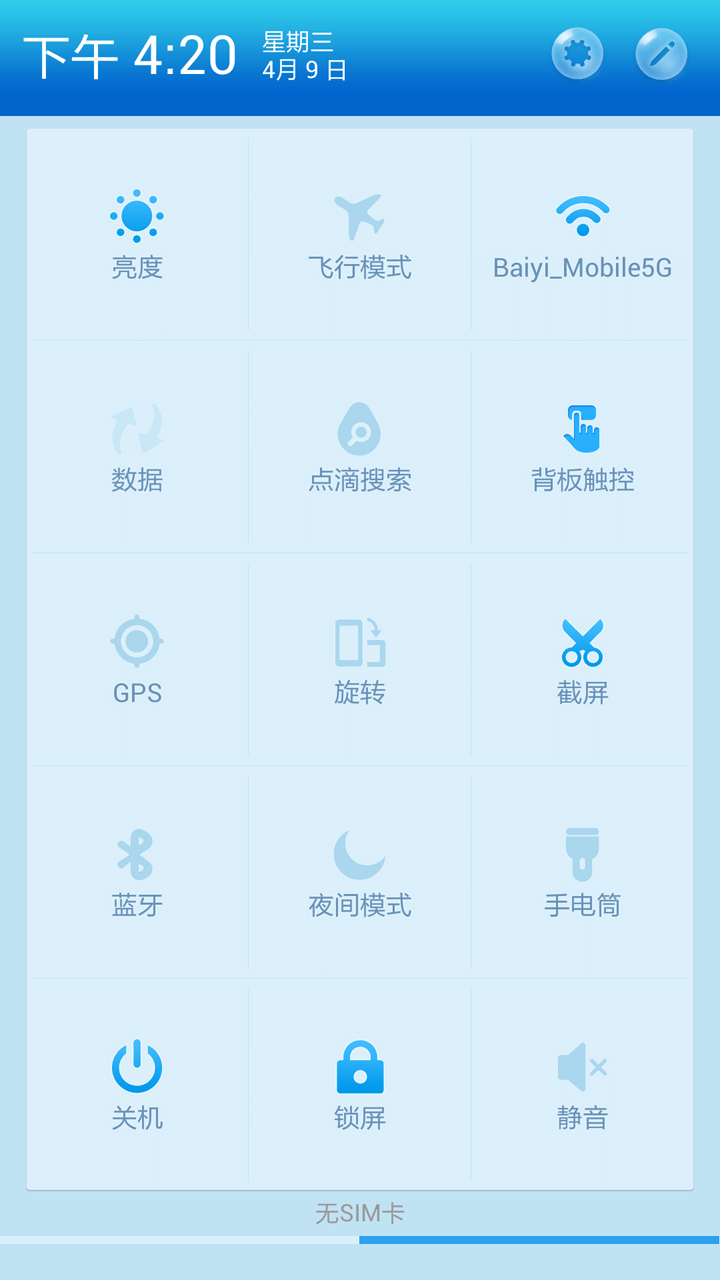 下午 4:20
星期三
4月 9 日
亮度
飞行模式
Baiyi_Mobile5G
数据
点滴搜索
背板触控
GPS
旋转
截屏
蓝牙
夜间模式
手电筒
关机
锁屏
静音
无SIM卡